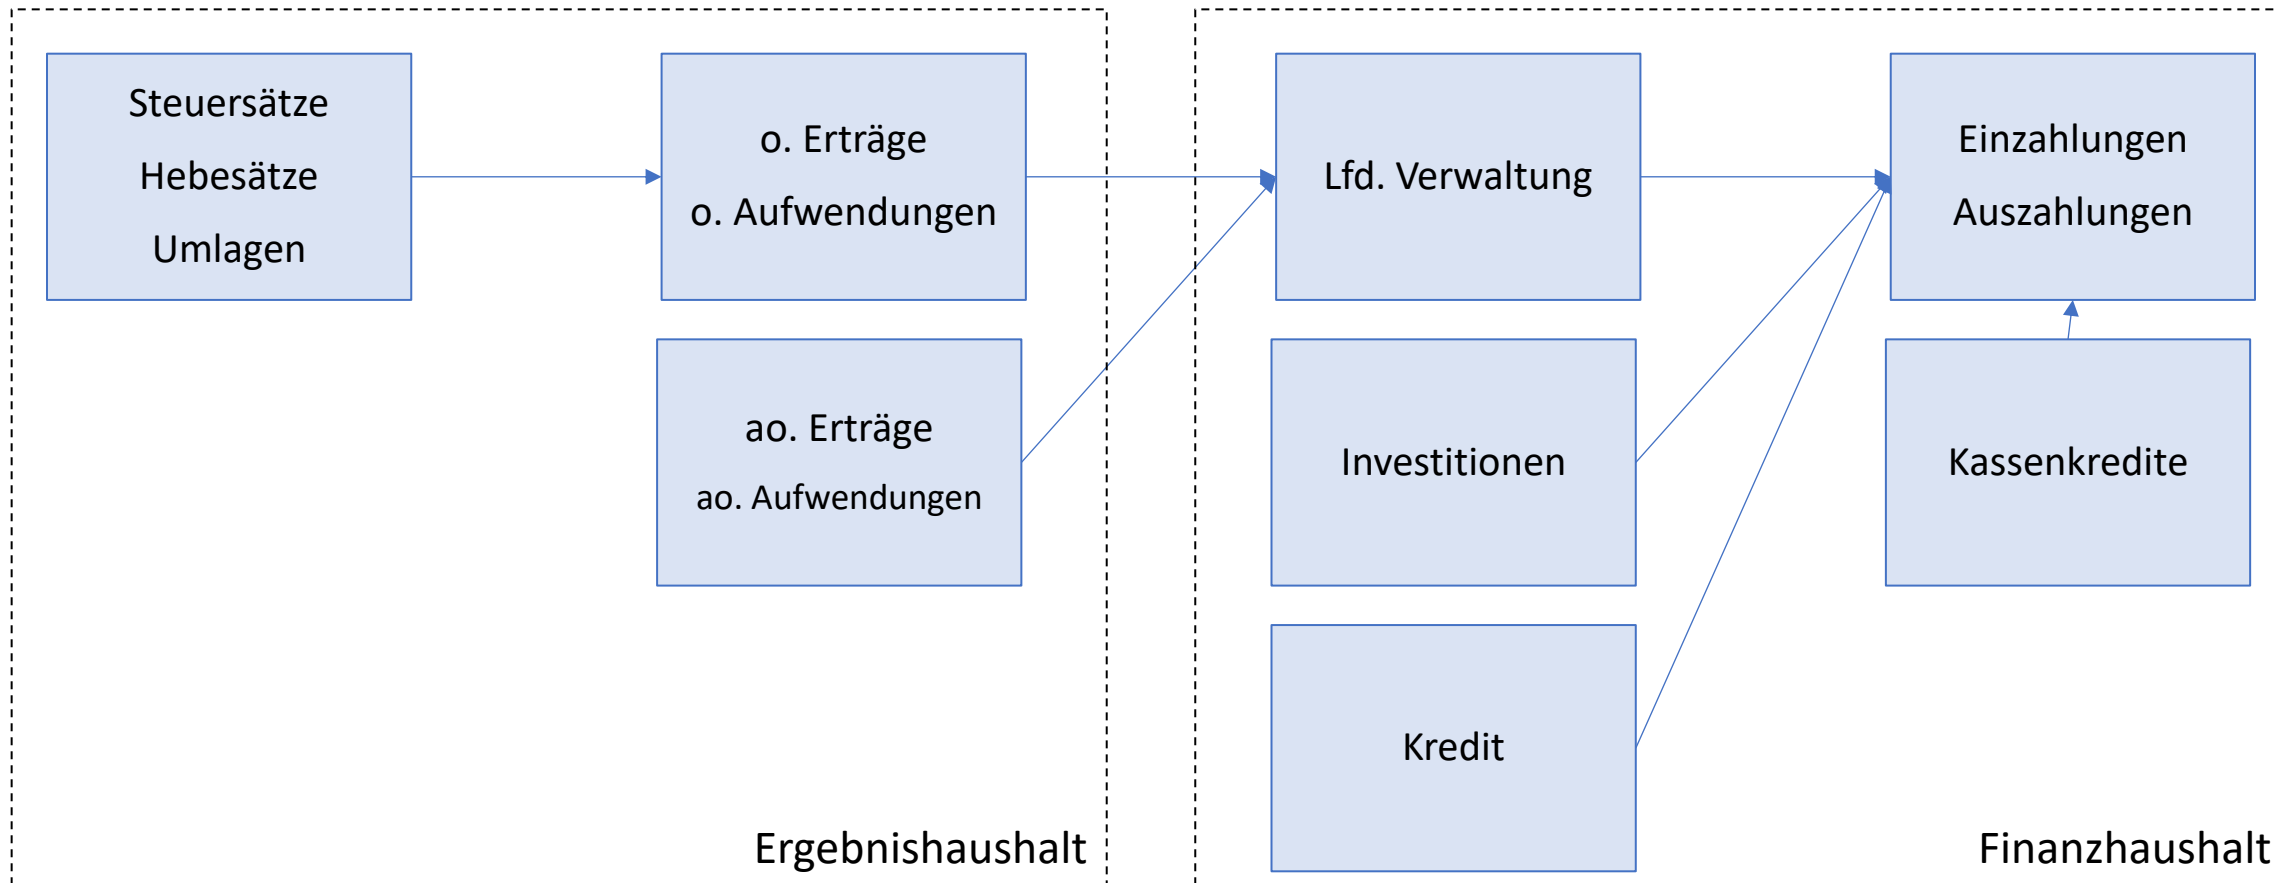 Steuersätze
Hebesätze
Umlagen
o. Erträge
o. Aufwendungen
ao. Erträge
ao. Aufwendungen
Ergebnishaushalt
Lfd. Verwaltung
Investitionen
Kredit
Einzahlungen
Auszahlungen
Kassenkredite
Finanzhaushalt